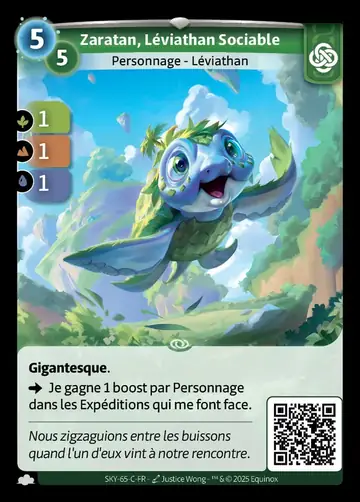 5
5
Zaratan, Léviathan Sociable
Personnage - Léviathan
1
1
1
Gigantesque.
Je gagne 1 boost par Personnage
dans les Expéditions qui me font face.
Nous zigzaguions entre les buissons
quand l'un d'eux vint à notre rencontre.
SKY-65-C-FR - Justice Wong - ™ & © 2025 Equinox